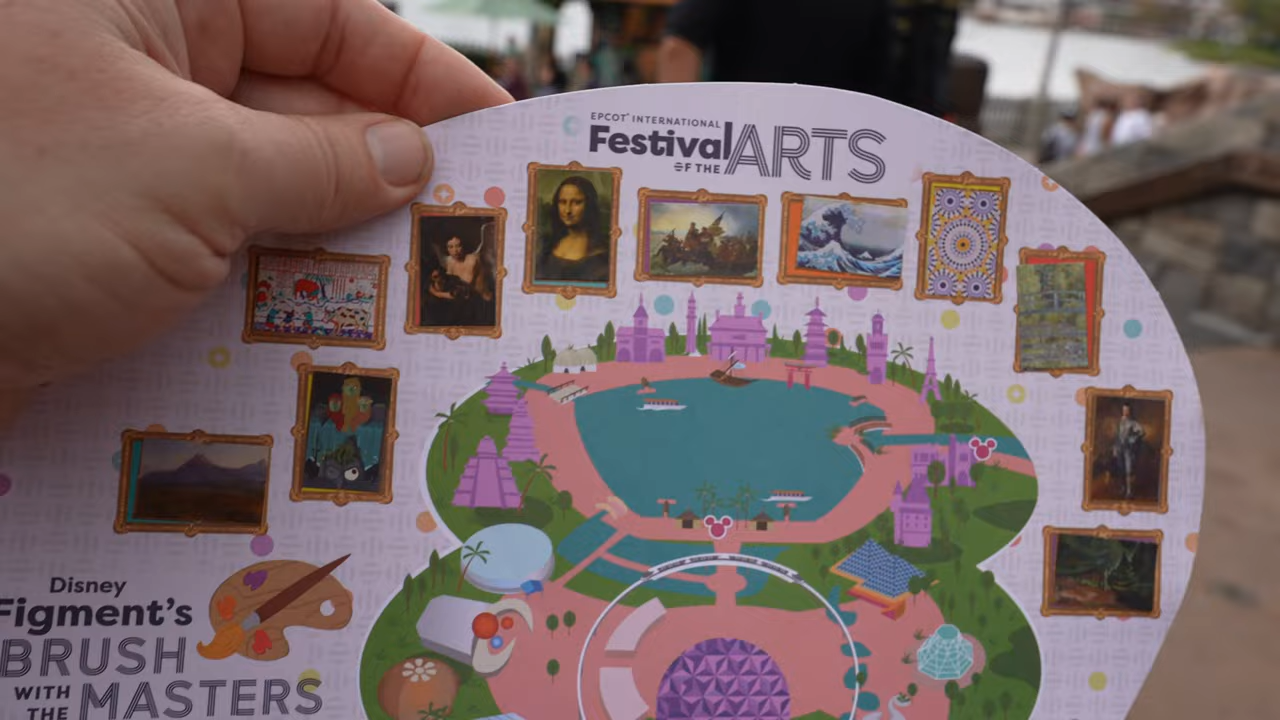 EPCOT® INTERNATIONAL
Festival OF THE ARTS
Disney
Figment's
BRUSH
WITH THE MASTERS